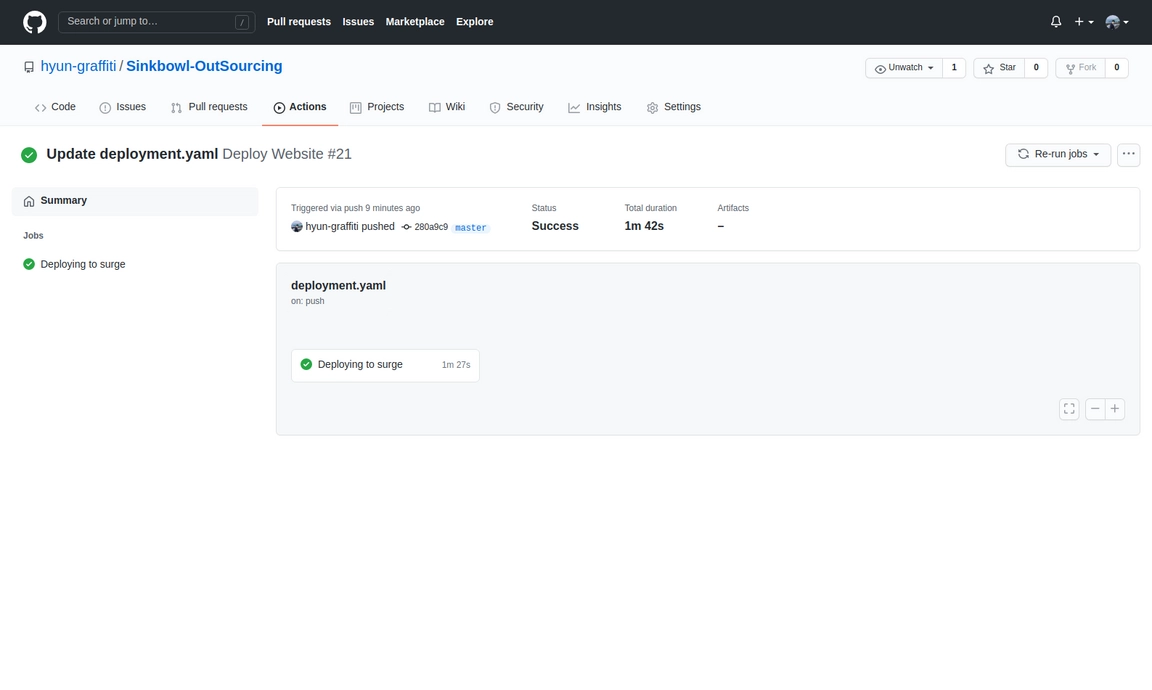 Search or jump to… / Pull requests Issues Marketplace Explore
hyun-graffiti / Sinkbowl-OutSourcing Unwatch 1 Star 0 Fork 0
Code Issues Pull requests Actions Projects Wiki Security Insights Settings
Update deployment.yaml Deploy Website #21 Re-run jobs
Summary
Jobs
Deploying to surge
Triggered via push 9 minutes ago Status Total duration Artifacts
hyun-graffiti pushed 280a9c9 master Success 1m 42s –
deployment.yaml
on: push
Deploying to surge 1m 27s